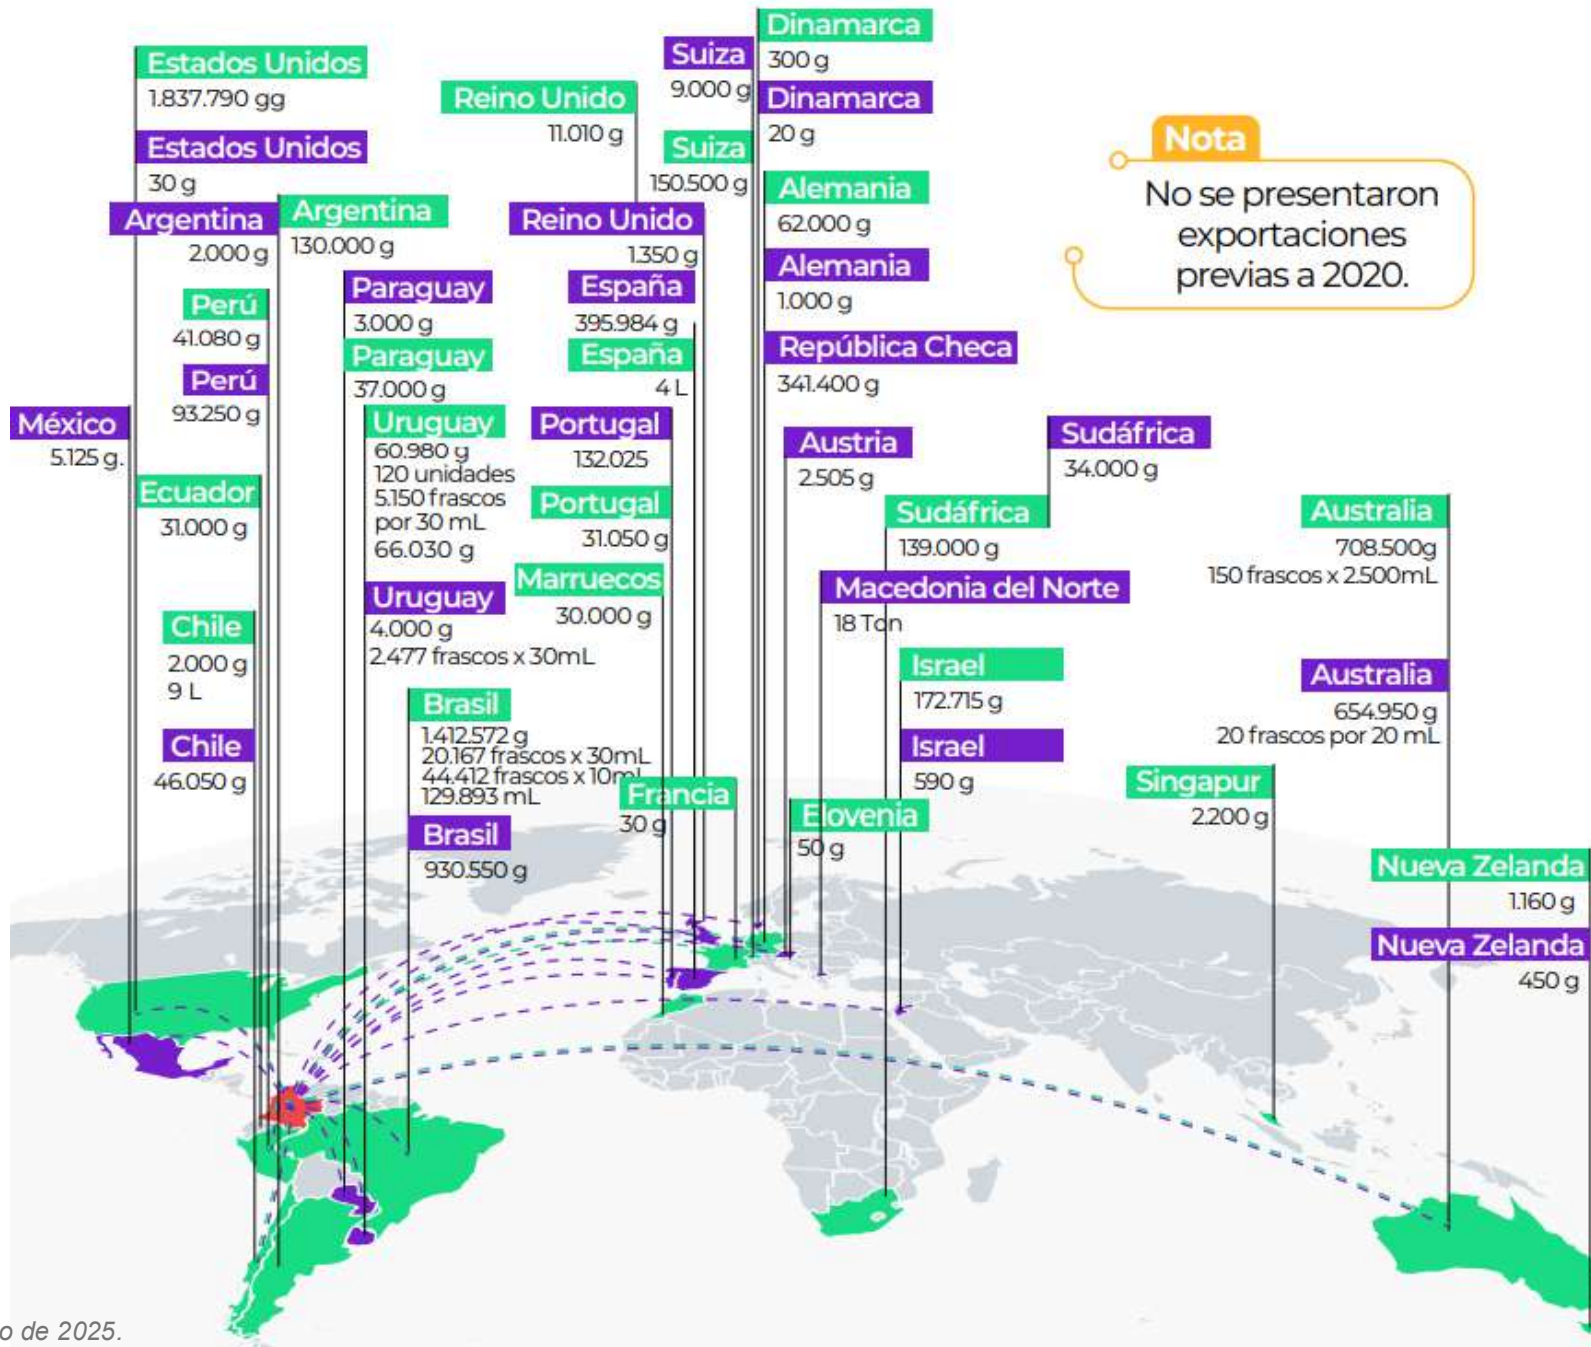 Estados Unidos
1.837.790 gg
Estados Unidos
30 g
Argentina
2.000 g
Argentina
130.000 g
Perú
41.080 g
Perú
93.250 g
México
5.125 g.
Ecuador
31.000 g
Chile
2.000 g
9 L
Chile
46.050 g
Paraguay
3.000 g
Paraguay
37.000 g
Uruguay
60.980 g
120 unidades
5.150 frascos
por 30 mL
66.030 g
Uruguay
4.000 g
2.477 frascos x 30mL
Brasil
1.412.572 g
20.167 frascos x 30mL
44.412 frascos x 10mL
129.893 mL
Brasil
930.550 g
Reino Unido
11.010 g
Reino Unido
1.350 g
España
395.984 g
España
4 L
Portugal
132.025
Portugal
31.050 g
Marruecos
30.000 g
Francia
30 g
Suiza
9.000 g
Suiza
150.500 g
Dinamarca
300 g
Dinamarca
20 g
Alemania
62.000 g
Alemania
1.000 g
República Checa
341.400 g
Austria
2.505 g
Elovenia
50 g
Sudáfrica
34.000 g
Sudáfrica
139.000 g
Macedonia del Norte
18 Ton
Israel
172.715 g
Israel
590 g
Nota
No se presentaron
exportaciones
previas a 2020.
Australia
708.500g
150 frascos x 2.500mL
Australia
654.950 g
20 frascos por 20 mL
Singapur
2.200 g
Nueva Zelanda
1.160 g
Nueva Zelanda
450 g
o de 2025.